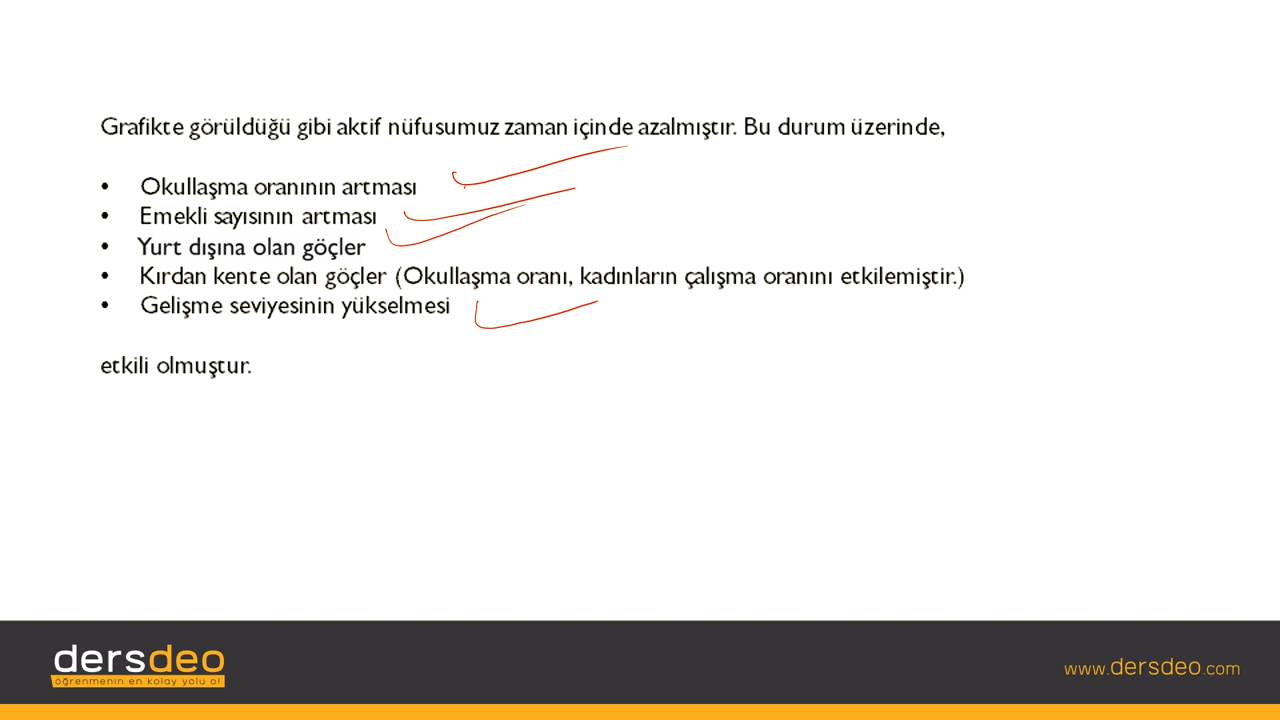 Grafikte görüldüğü gibi aktif nüfusumuz zaman içinde azalmıştır. Bu durum üzerinde,
• Okullaşma oranının artması
• Emekli sayısının artması
• Yurt dışına olan göçler
• Kırdan kente olan göçler (Okullaşma oranı, kadınların çalışma oranını etkilemiştir.)
• Gelişme seviyesinin yükselmesi
etkili olmuştur.
dersdeo
öğrenmenin en kolay yolu o!
www.dersdeo.com